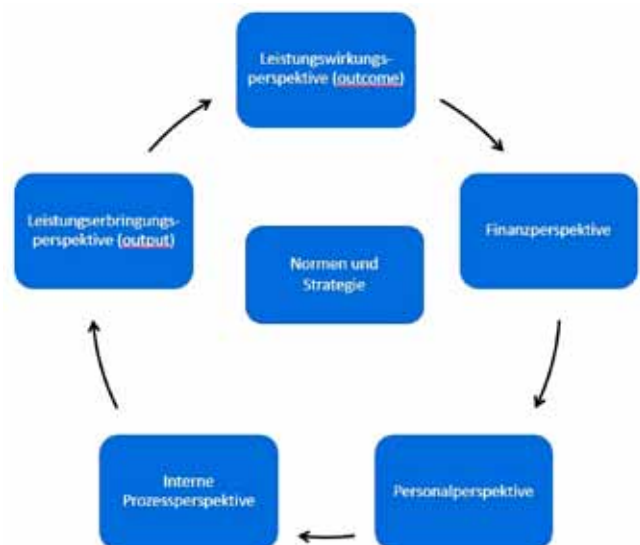 Leistungswirkungs-
perspektive (outcome)
Leistungserbringungs-
perspektive (output)
Finanzperspektive
Normen und
Strategie
Interne
Prozessperspektive
Personalperspektive